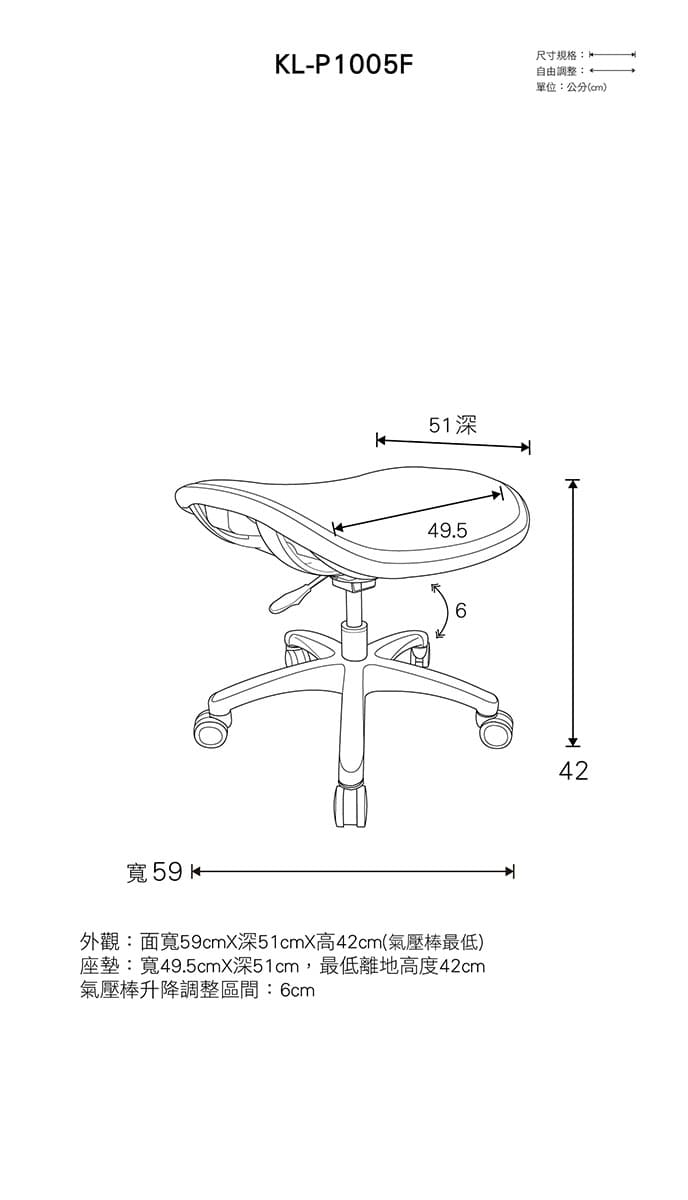 KL-P1005F
尺寸規格：
自由調整：
單位：公分(cm)
51深
49.5
6
42
寬59
外觀：面寬59cmX深51cmX高42cm(氣壓棒最低)
座墊：寬49.5cmX深51cm，最低離地高度42cm
氣壓棒升降調整區間：6cm